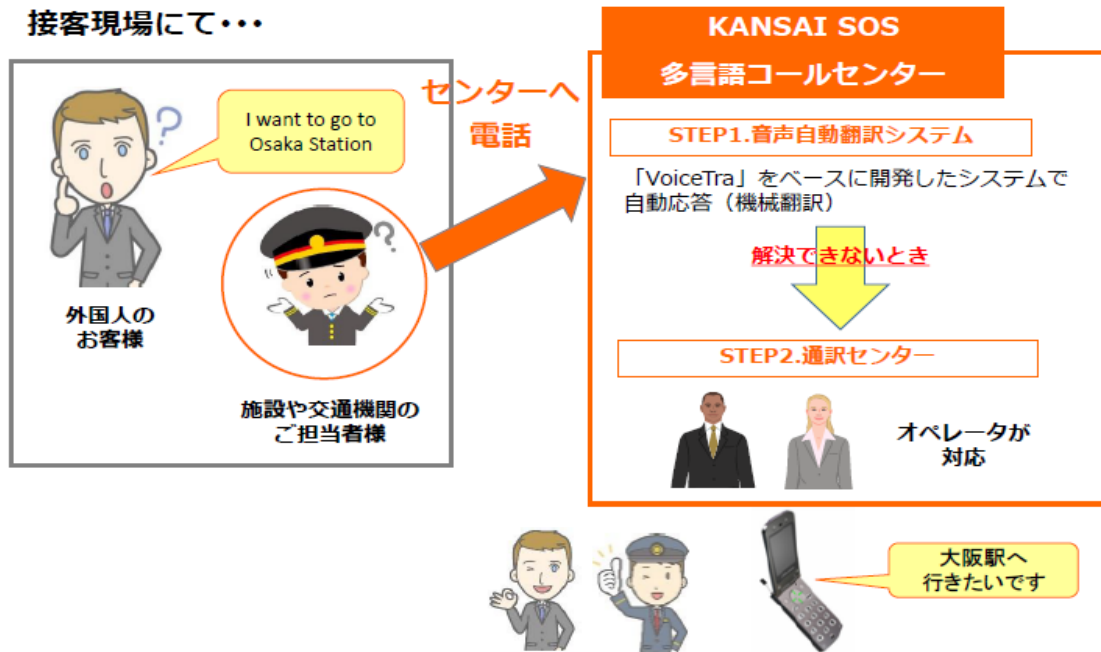 接客現場にて・・・
I want to go to
Osaka Station
?
?
外国人の
お客様
施設や交通機関の
ご担当者様
センターへ
電話
KANSAI SOS
多言語コールセンター
STEP1.音声自動翻訳システム
「VoiceTra」をベースに開発したシステムで
自動応答（機械翻訳）
解決できないとき
STEP2.通訳センター
オペレータが
対応
大阪駅へ
行きたいです